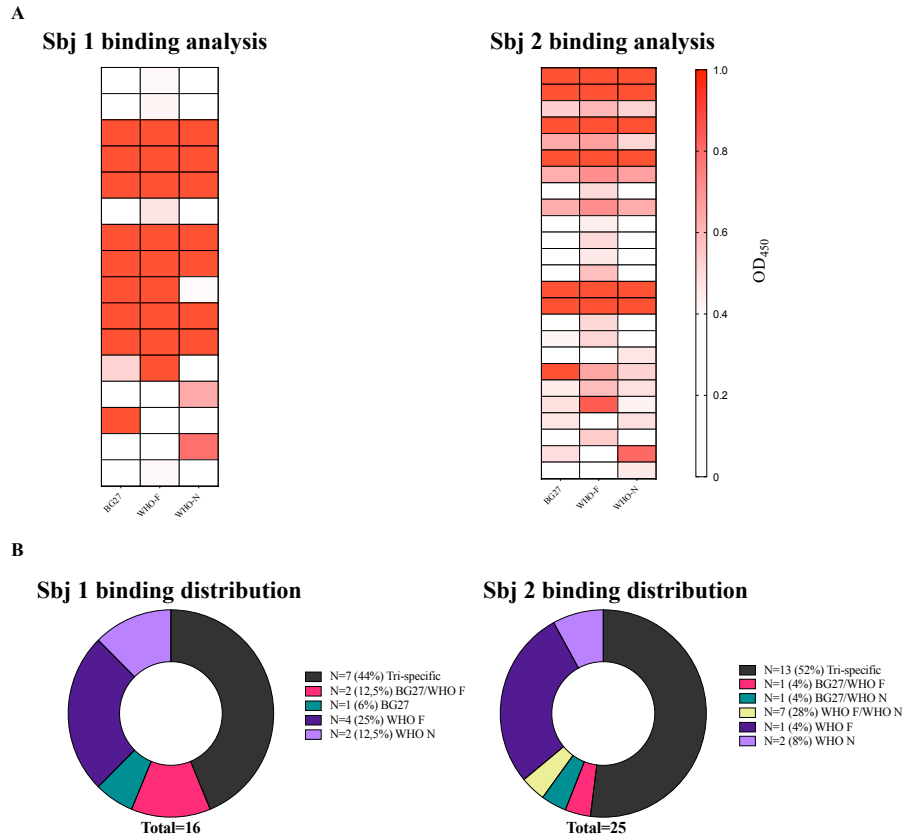 A
Sbj 1 binding analysis
Sbj 2 binding analysis
1.0
0.8
0.6
0.4
0.2
0
OD450
BG27
WHO-F
WHO-N
BG27
WHO-F
WHO-N
B
Sbj 1 binding distribution
Sbj 2 binding distribution
N=7 (44%) Tri-specific
N=2 (12,5%) BG27/WHO F
N=1 (6%) BG27
N=4 (25%) WHO F
N=2 (12,5%) WHO N
Total=16
N=13 (52%) Tri-specific
N=1 (4%) BG27/WHO F
N=1 (4%) BG27/WHO N
N=7 (28%) WHO F/WHO N
N=1 (4%) WHO F
N=2 (8%) WHO N
Total=25